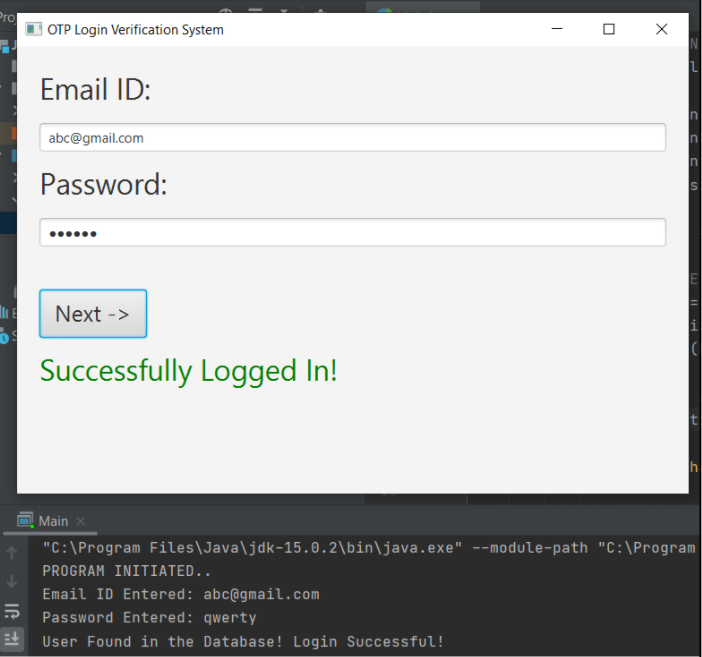 OTP Login Verification System
Email ID:
abc@gmail.com
Password:
••••••
Next ->
Successfully Logged In!
Main
"C:\Program Files\Java\jdk-15.0.2\bin\java.exe" --module-path "C:\Program
PROGRAM INITIATED..
Email ID Entered: abc@gmail.com
Password Entered: qwerty
User Found in the Database! Login Successful!